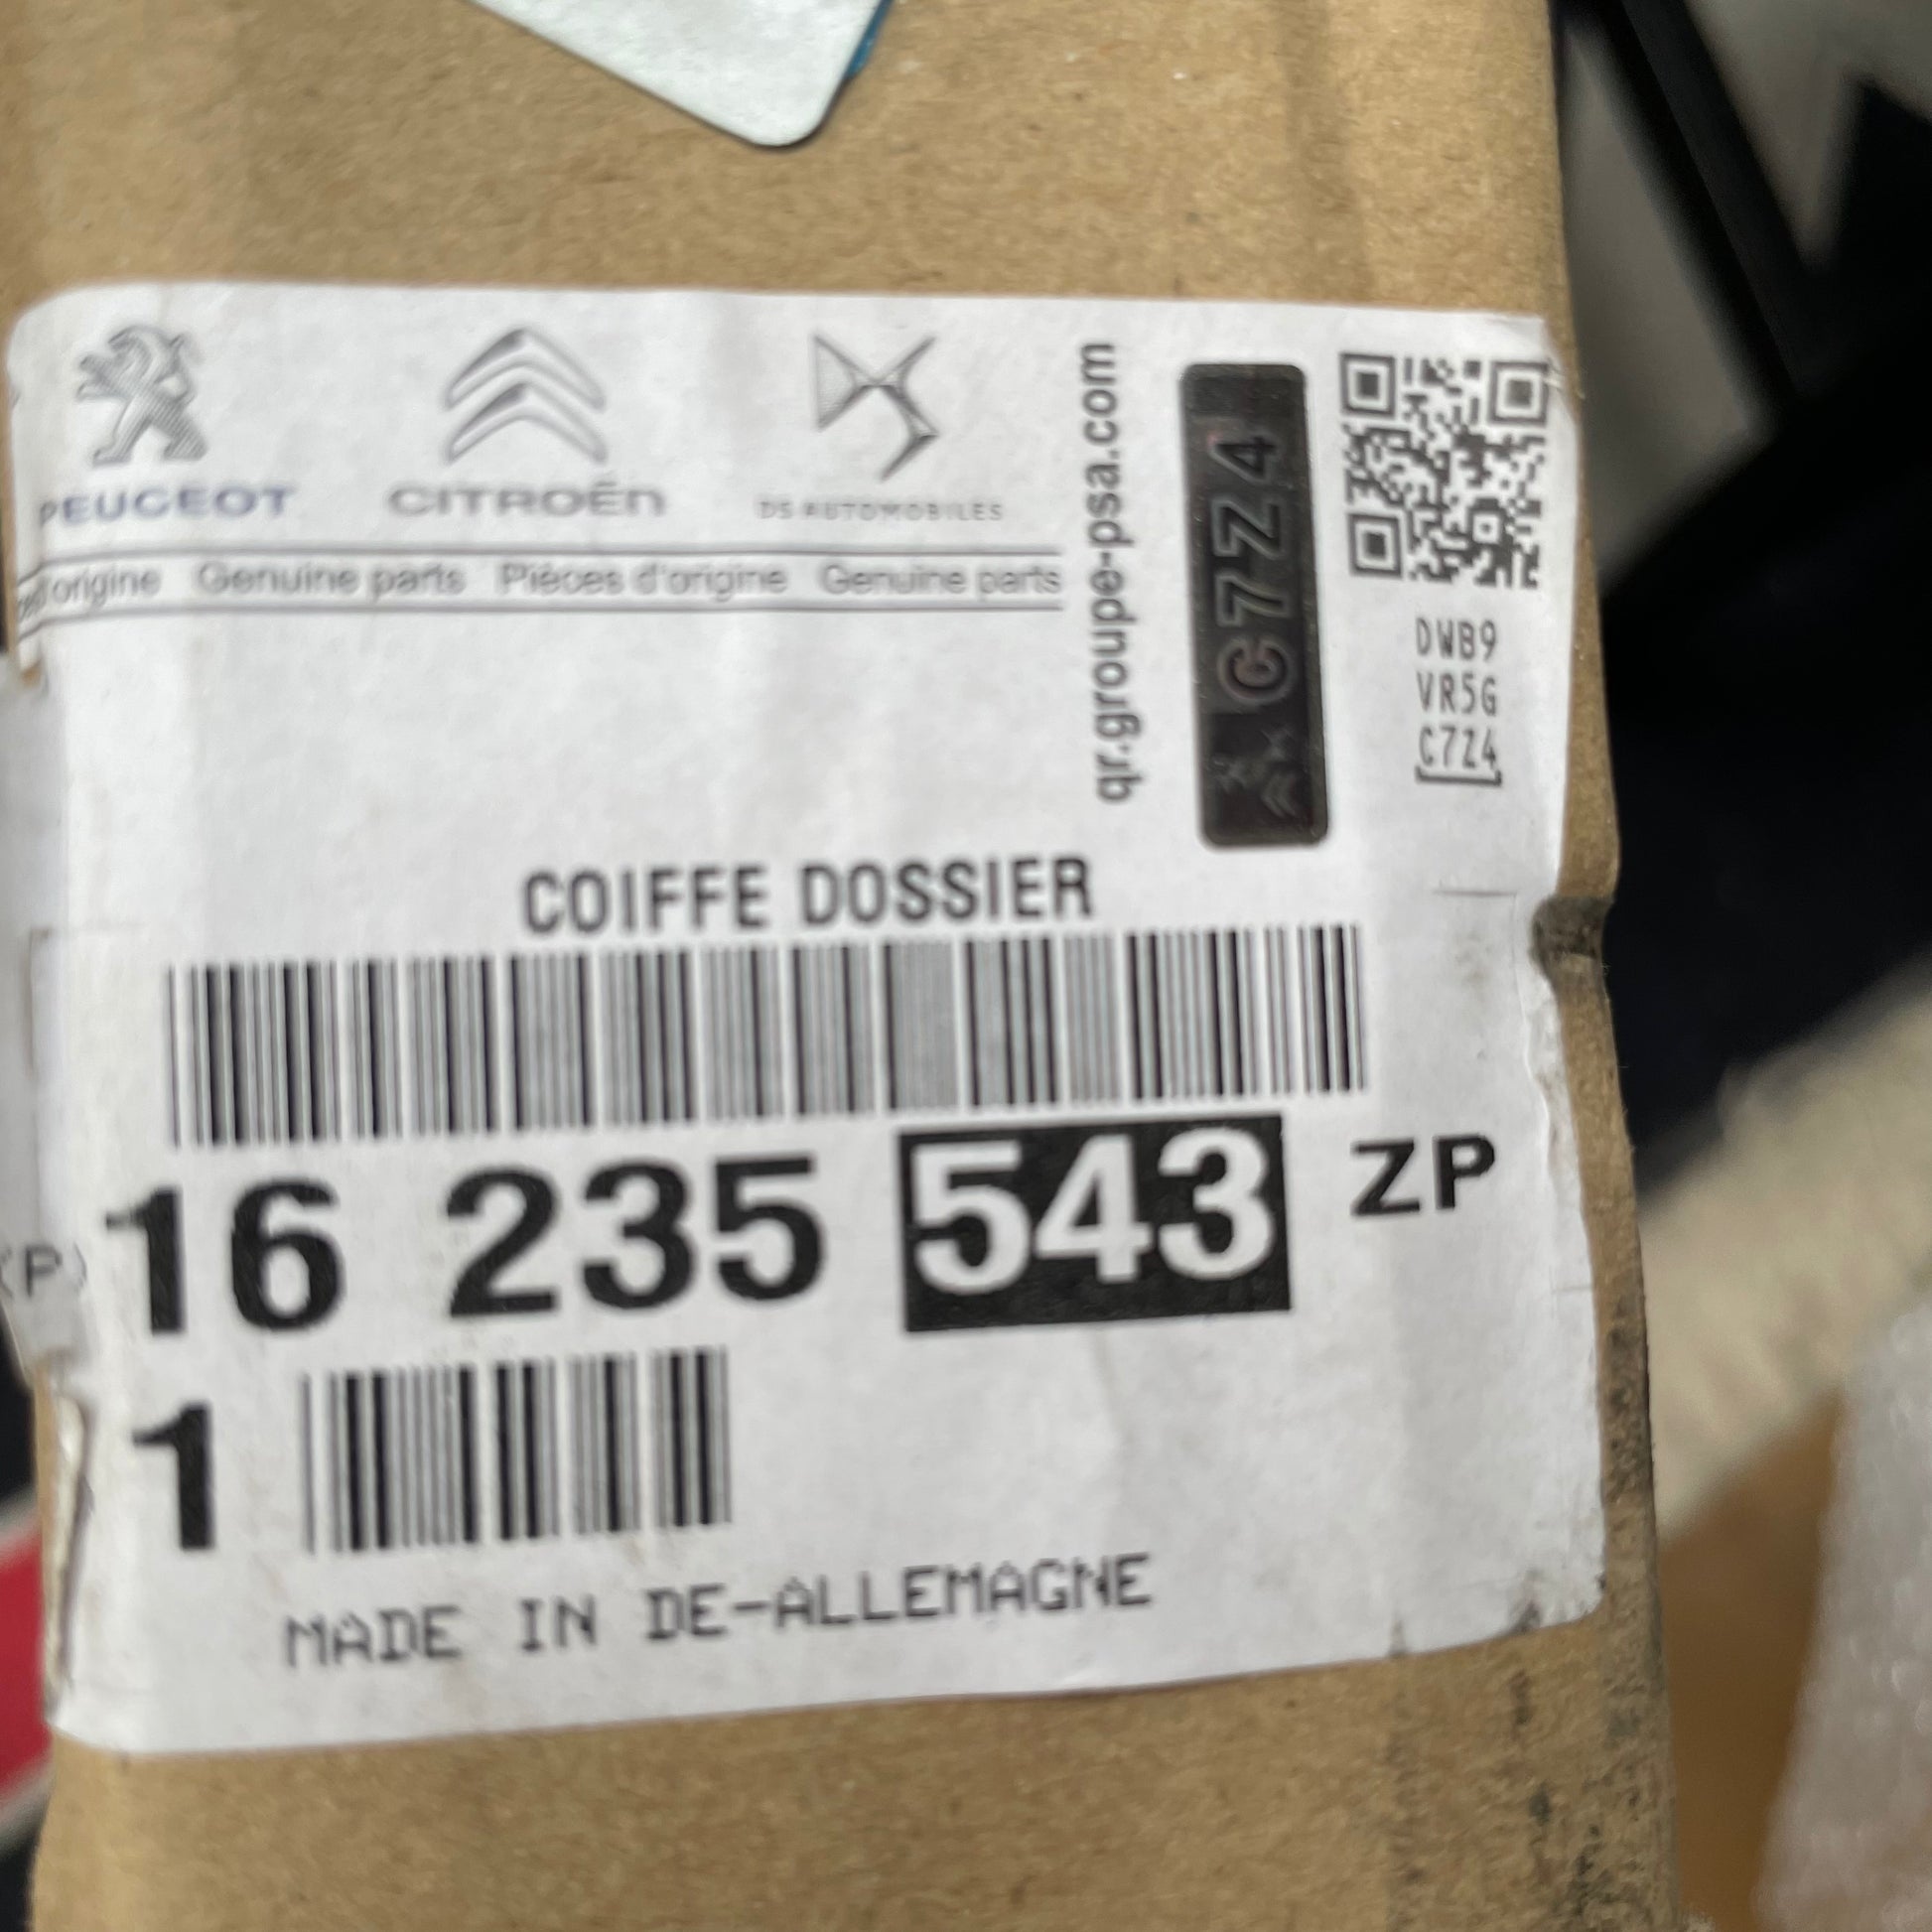 PEUGEOT CITROËN DS AUTOMOBILES
d'origine Genuine parts Pièces d'origine Genuine parts
qr.groupe-psa.com
C7Z4
DWB9
VR5G
C7Z4
COIFFE DOSSIER
16 235 543 ZP
(P)
1
MADE IN DE-ALLEMAGNE